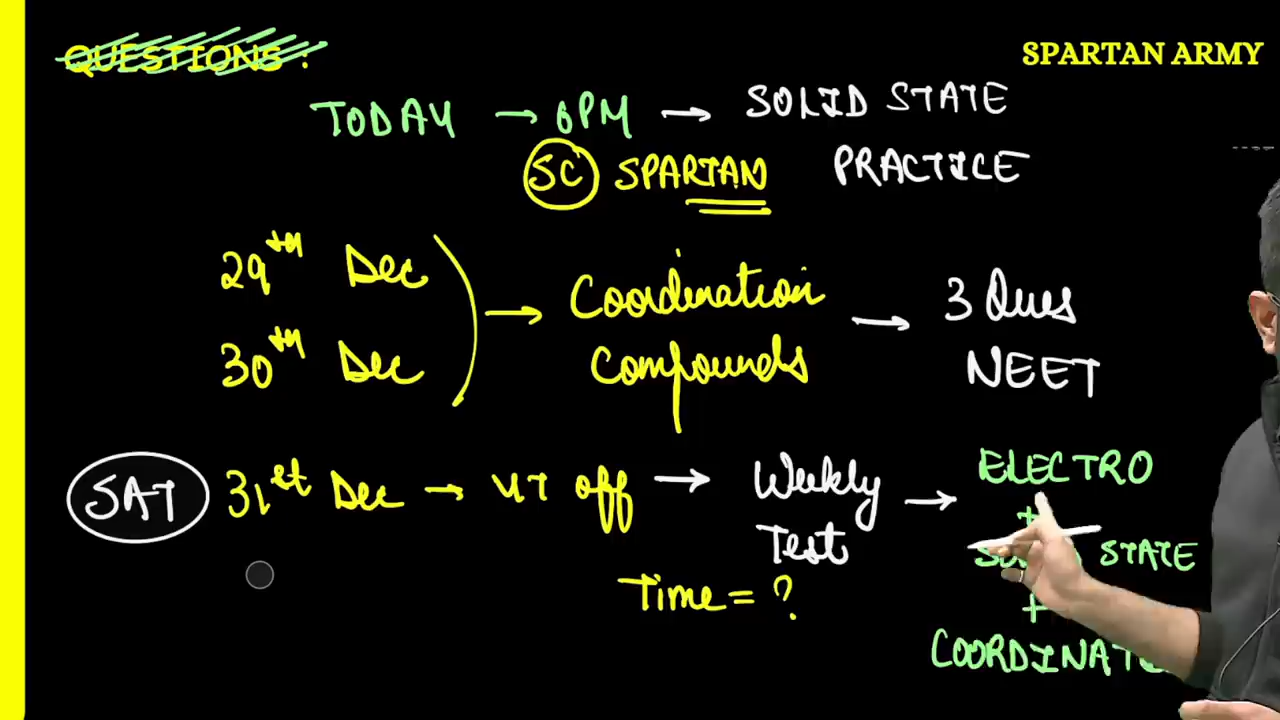 QUESTIONS :
SPARTAN ARMY
TODAY → 6PM → SOLID STATE
SC SPARTAN PRACTICE
29th Dec
30th Dec
→ Coordination → 3 Ques
Compounds NEET
SAT 31st Dec → YT off → Weekly → ELECTRO
Test + STATE
Time = ? +